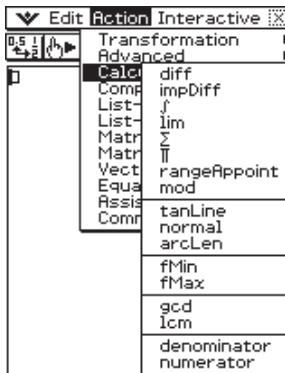 Edit Action Interactive
Transformation
Advanced
Calc
Comp
List-
List-
Matr
Matr
Vect
Equa
Assis
Comm
diff
impDiff
∫
lim
Σ
Π
rangeAppoint
mod
tanLine
normal
arcLen
fMin
fMax
gcd
lcm
denominator
numerator